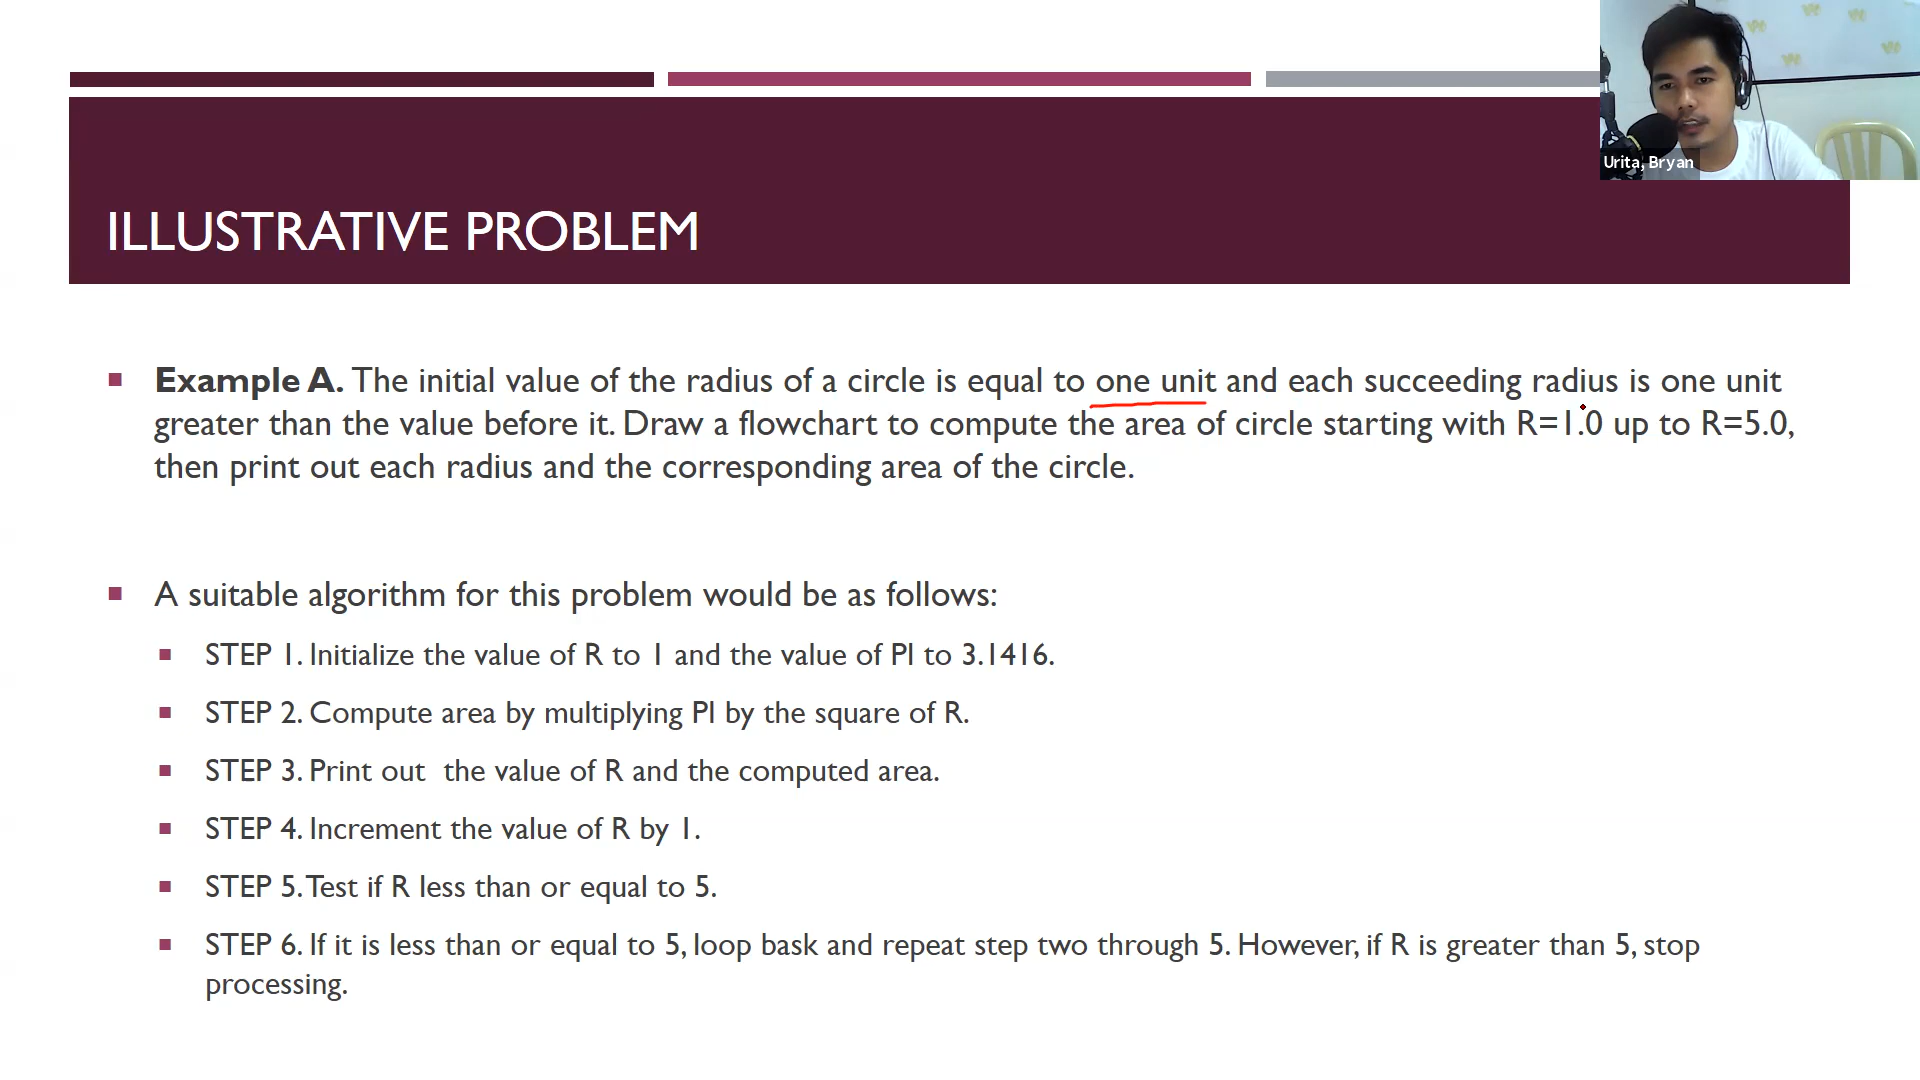 Urita, Bryan
ILLUSTRATIVE PROBLEM
Example A. The initial value of the radius of a circle is equal to one unit and each succeeding radius is one unit
greater than the value before it. Draw a flowchart to compute the area of circle starting with R=1.0 up to R=5.0,
then print out each radius and the corresponding area of the circle.
A suitable algorithm for this problem would be as follows:
STEP 1. Initialize the value of R to 1 and the value of PI to 3.1416.
STEP 2. Compute area by multiplying PI by the square of R.
STEP 3. Print out the value of R and the computed area.
STEP 4. Increment the value of R by 1.
STEP 5. Test if R less than or equal to 5.
STEP 6. If it is less than or equal to 5, loop bask and repeat step two through 5. However, if R is greater than 5, stop
processing.